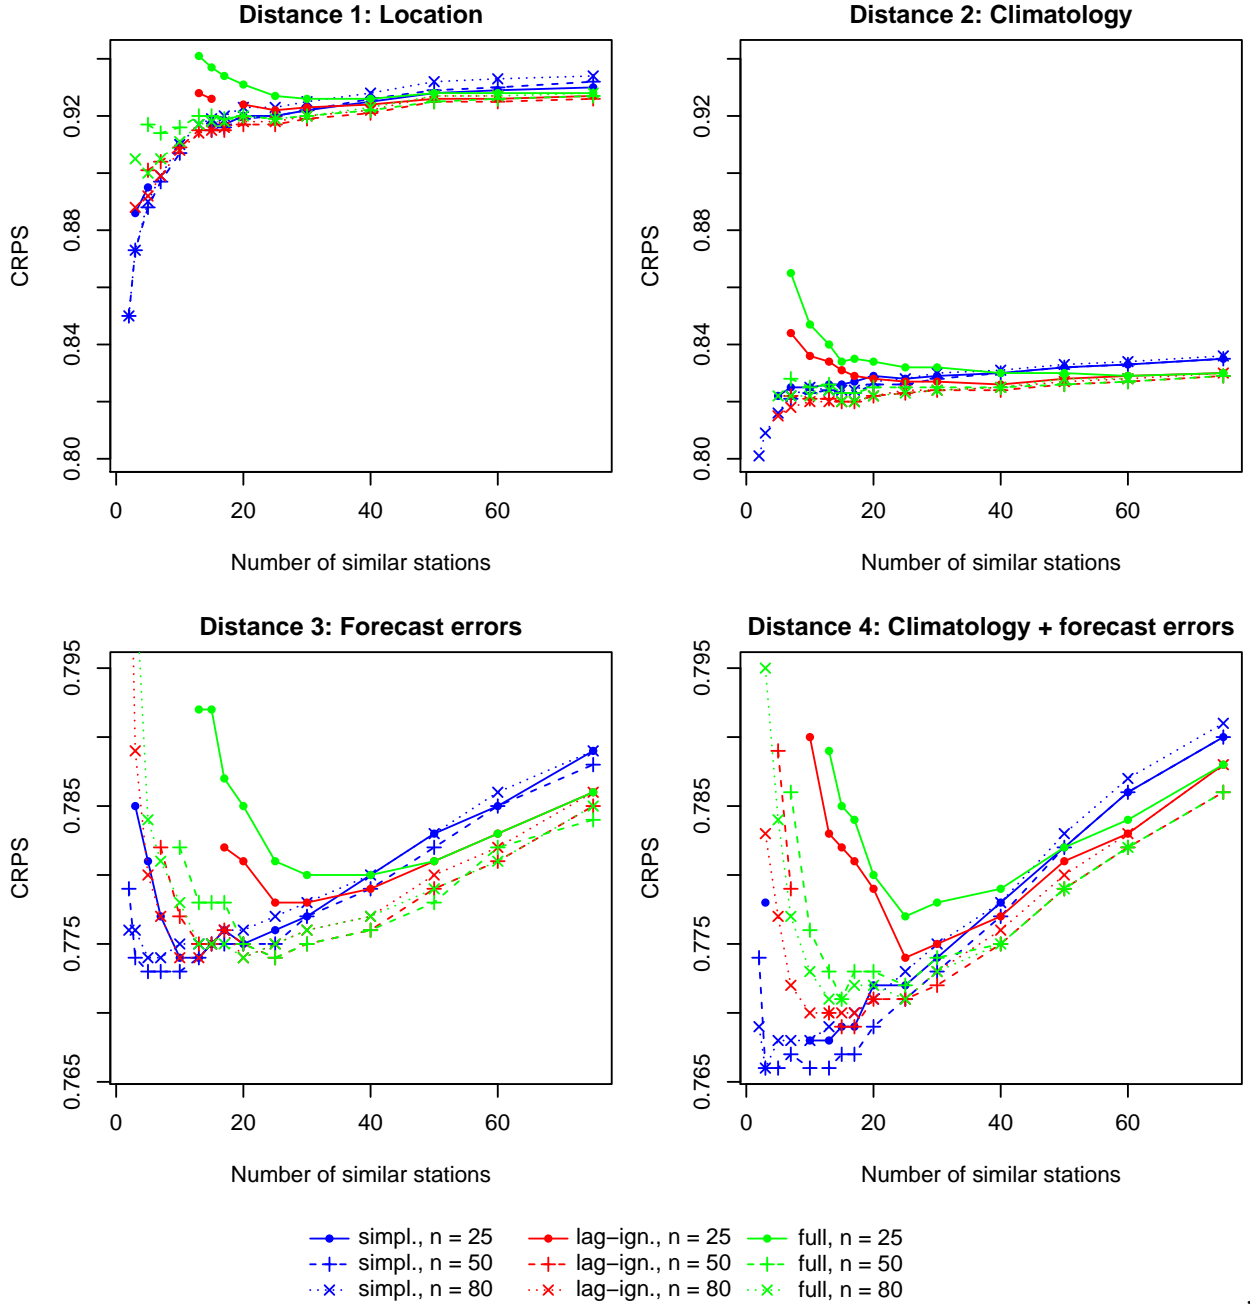 Distance 1: Location
CRPS
0.80 0.84 0.88 0.92
0 20 40 60
Number of similar stations
Distance 2: Climatology
CRPS
0.80 0.84 0.88 0.92
0 20 40 60
Number of similar stations
Distance 3: Forecast errors
CRPS
0.765 0.775 0.785 0.795
0 20 40 60
Number of similar stations
Distance 4: Climatology + forecast errors
CRPS
0.765 0.775 0.785 0.795
0 20 40 60
Number of similar stations
simpl., n = 25
simpl., n = 50
simpl., n = 80
lag−ign., n = 25
lag−ign., n = 50
lag−ign., n = 80
full, n = 25
full, n = 50
full, n = 80